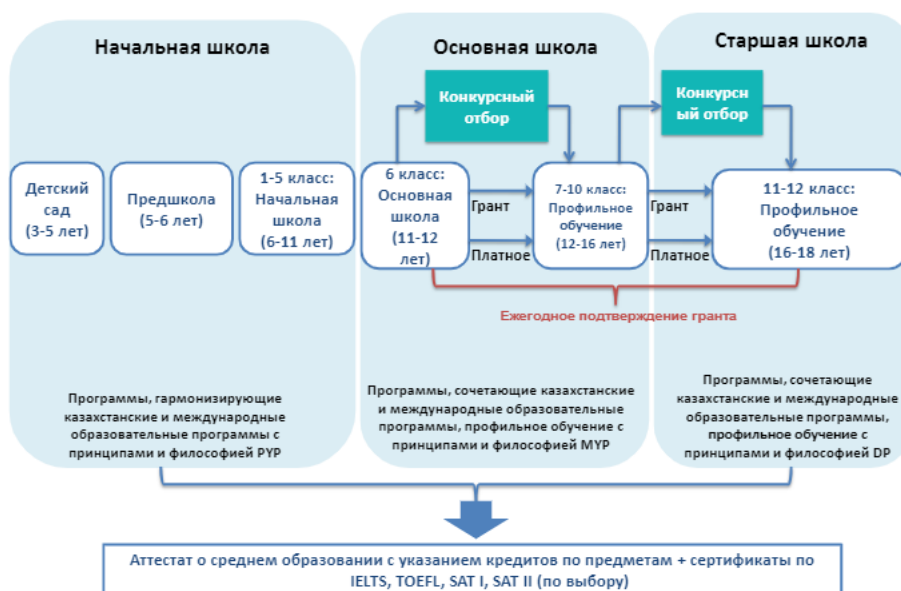 Начальная школа
Основная школа
Старшая школа
Конкурсный
отбор
Конкурсн
ый отбор
Детский
сад
(3-5 лет)
Предшкола
(5-6 лет)
1-5 класс:
Начальная
школа
(6-11 лет)
6 класс:
Основная
школа
(11-12
лет)
Грант
Платное
7-10 класс:
Профильное
обучение
(12-16 лет)
Грант
Платное
11-12 класс:
Профильное
обучение
(16-18 лет)
Ежегодное подтверждение гранта
Программы, гармонизирующие
казахстанские и международные
образовательные программы с
принципами и философией PYP
Программы, сочетающие казахстанские
и международные образовательные
программы, профильное обучение с
принципами и философией MYP
Программы, сочетающие
казахстанские и международные
образовательные программы,
профильное обучение с
принципами и философией DP
Аттестат о среднем образовании с указанием кредитов по предметам + сертификаты по
IELTS, TOEFL, SAT I, SAT II (по выбору)